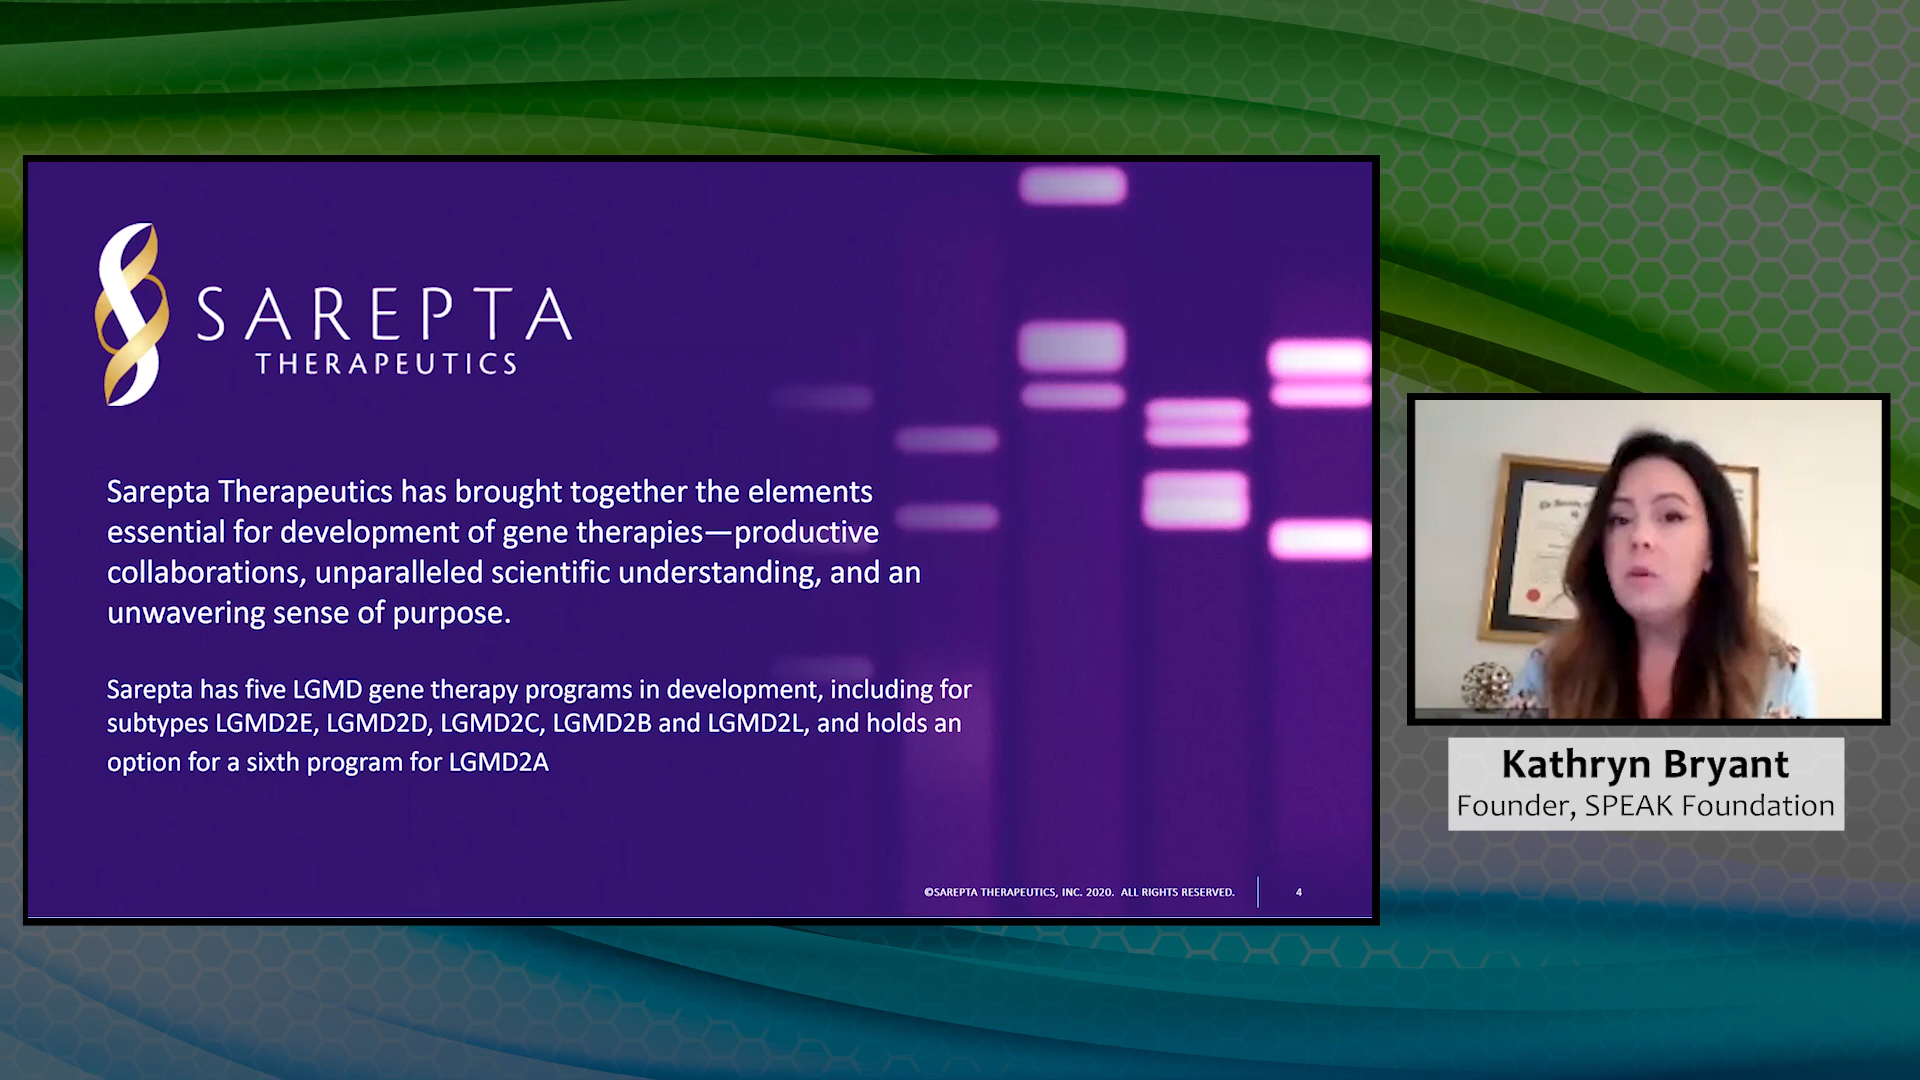 SAREPTA
THERAPEUTICS
Sarepta Therapeutics has brought together the elements
essential for development of gene therapies—productive
collaborations, unparalleled scientific understanding, and an
unwavering sense of purpose.
Sarepta has five LGMD gene therapy programs in development, including for
subtypes LGMD2E, LGMD2D, LGMD2C, LGMD2B and LGMD2L, and holds an
option for a sixth program for LGMD2A
©SAREPTA THERAPEUTICS, INC. 2020. ALL RIGHTS RESERVED.
4
Kathryn Bryant
Founder, SPEAK Foundation